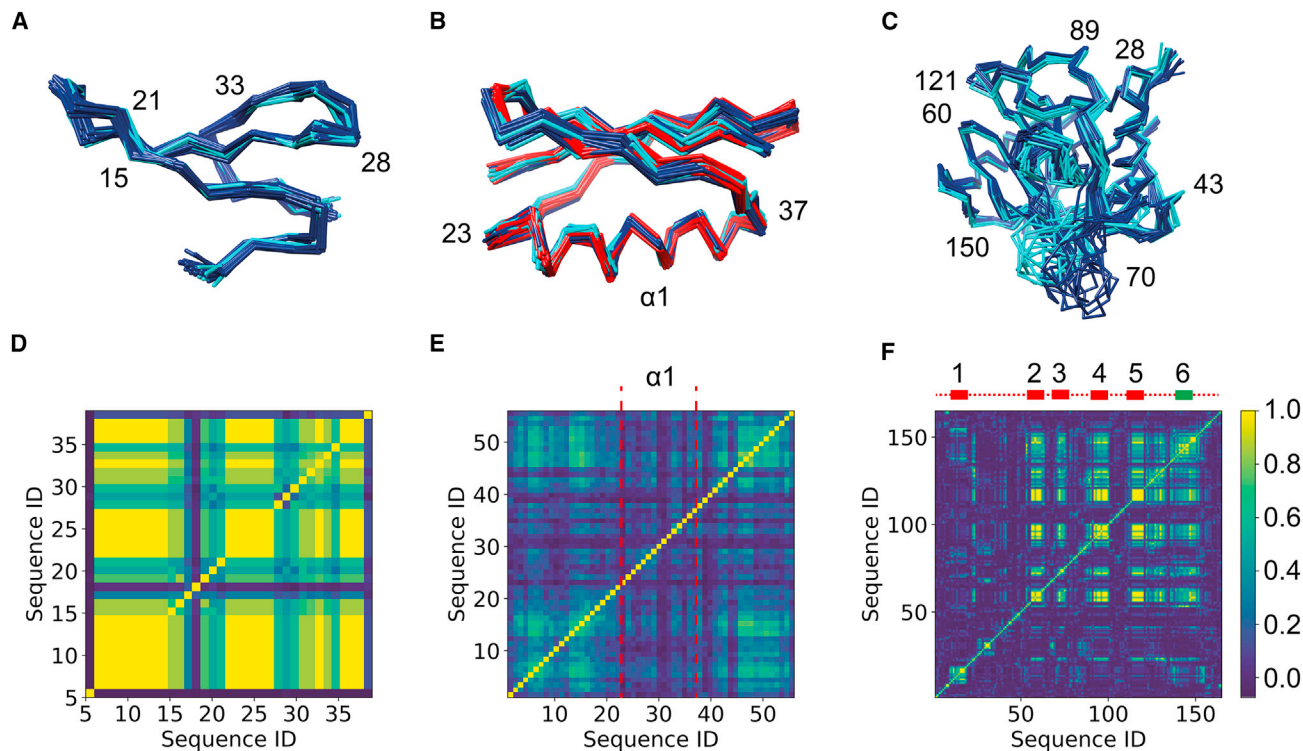 A
B
C
21
33
15
28
23
37
α1
89
28
121
60
43
150
70
D
E
F
α1
1 2 3 4 5 6
35
30
25
20
15
10
5
5 10 15 20 25 30 35
Sequence ID
Sequence ID
50
40
30
20
10
10 20 30 40 50
Sequence ID
Sequence ID
150
100
50
50 100 150
Sequence ID
Sequence ID
1.0
0.8
0.6
0.4
0.2
0.0